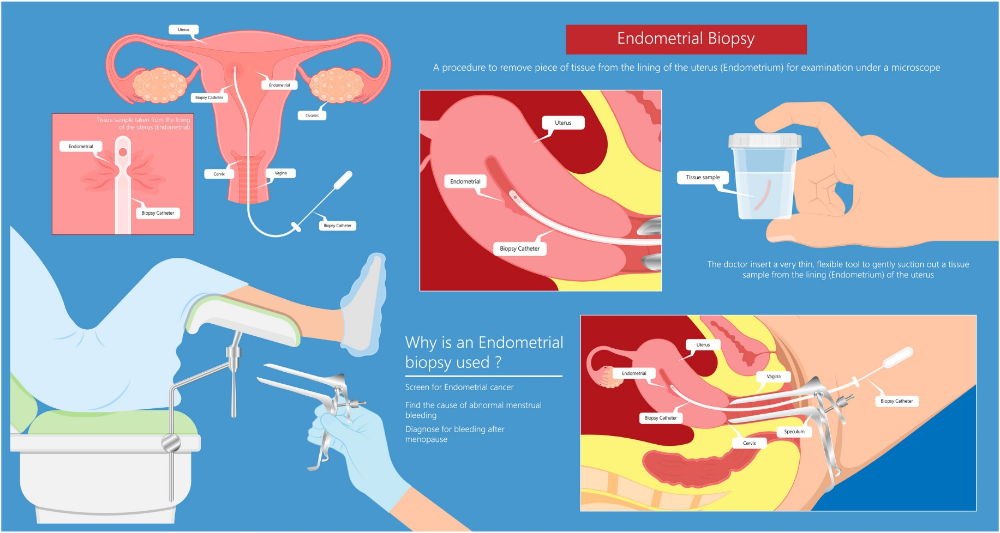 Endometrial Biopsy
A procedure to remove piece of tissue from the lining of the uterus (Endometrium) for examination under a microscope
Uterus
Endometrial
Biopsy Catheter
Ovaries
Cervix
Vagina
Biopsy Catheter
Tissue sample taken from the lining
of the uterus (Endometrial)
Endometrial
Biopsy Catheter
Uterus
Endometrial
Biopsy Catheter
Tissue sample
The doctor insert a very thin, flexible tool to gently suction out a tissue
sample from the lining (Endometrium) of the uterus
Why is an Endometrial
biopsy used ?
Screen for Endometrial cancer
Find the cause of abnormal menstrual
bleeding
Diagnose for bleeding after
menopause
Uterus
Endometrial
Vagina
Biopsy Catheter
Biopsy Catheter
Speculum
Cervix